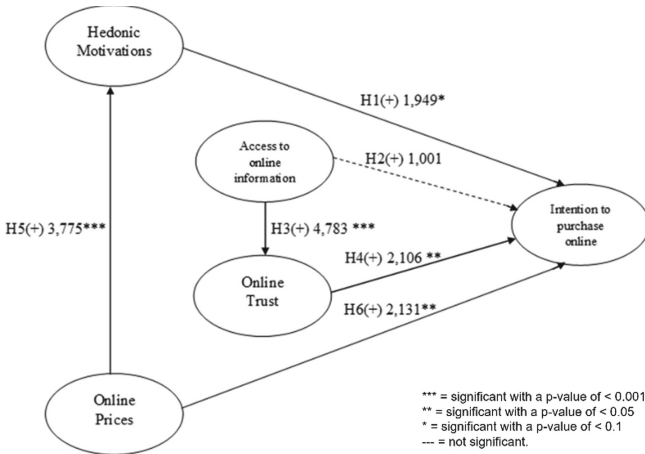 Hedonic
Motivations
H1(+) 1,949*
Access to
online
information
H2(+) 1,001
Intention to
purchase
online
H5(+) 3,775***
H3(+) 4,783 ***
H4(+) 2,106 **
Online
Trust
H6(+) 2,131**
Online
Prices
*** = significant with a p-value of < 0.001
** = significant with a p-value of < 0.05
* = significant with a p-value of < 0.1
--- = not significant.